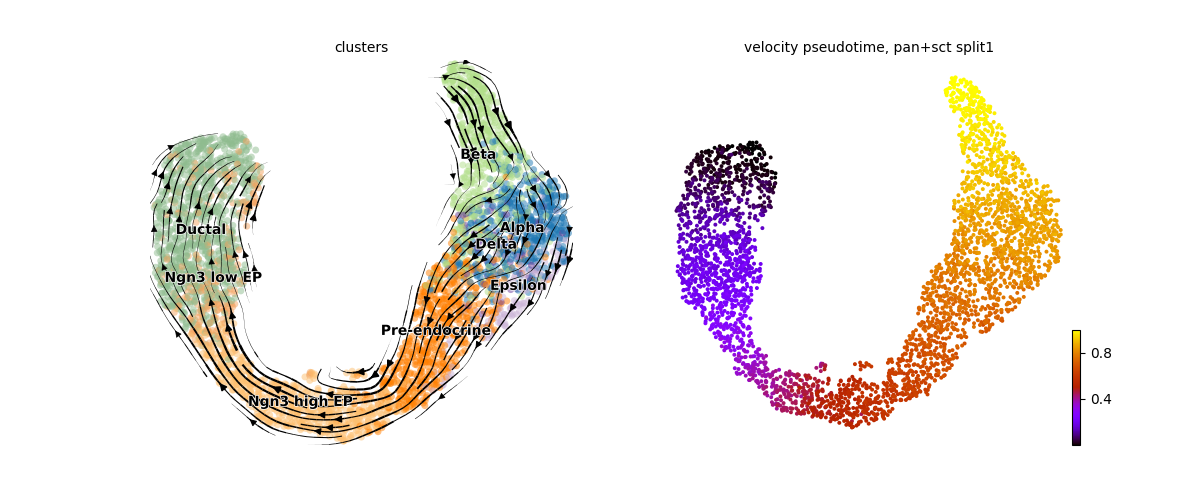 clusters
velocity pseudotime, pan+sct split1
Beta
Ductal
Alpha
Delta
Ngn3 low EP
Epsilon
Pre-endocrine
Ngn3 high EP
0.8
0.4